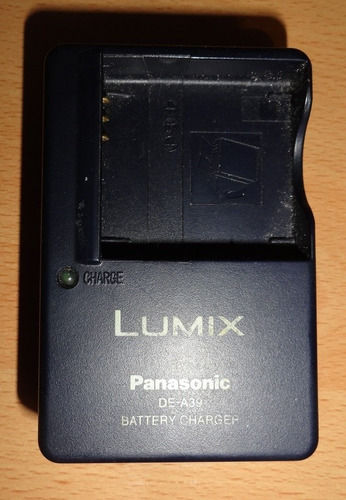 CHARGE
LUMIX
Panasonic
DE-A39
BATTERY CHARGER